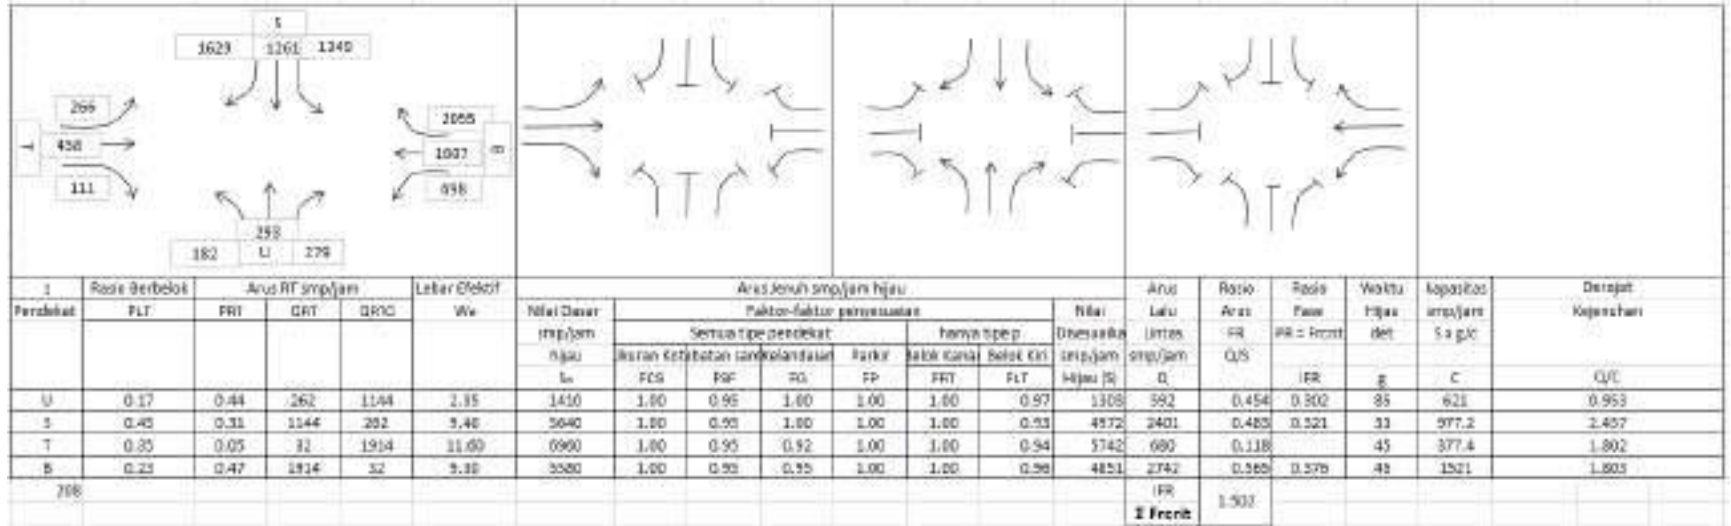 S
1629 1261 1340
266
458
111
T
2055
1007
698
B
293
182 U 279
1 Rasio Berbelok Arus RT smp/jam Lebar Efektif Arus Jenuh smp/jam hijau Arus Rasio Rasio Waktu kapasitas Derajat
Pendekat PLT PRT QRT QRTO We Nilai Dasar Faktor-faktor penyesuaian Nilai Lalu Arus Fase Hijau smp/jam Kejenuhan
smp/jam Semua tipe pendekat hanya tipe p Disesuaika Lintas FR PR = Frcrit det S x g/c
hijau Parkir Belok Kanan Belok Kiri smp/jam smp/jam Q/S
So FCS FSF FG FP FRT FLT Hijau (S) Q IFR g C Q/C
U 0.17 0.44 262 1144 2.35 1410 1.00 0.95 1.00 1.00 1.00 0.97 1303 592 0.454 0.302 85 621 0.953
S 0.45 0.31 1144 262 9.40 5640 1.00 0.95 1.00 1.00 1.00 0.93 4972 2401 0.483 0.321 977.2 2.457
T 0.35 0.05 32 1914 11.60 6960 1.00 0.95 0.92 1.00 1.00 0.94 5742 680 0.118 45 377.4 1.802
B 0.23 0.47 1914 32 9.30 5580 1.00 0.95 0.95 1.00 1.00 0.96 4851 2742 0.565 0.376 45 1521 1.803
208 IFR 1.502
Σ Frcrit